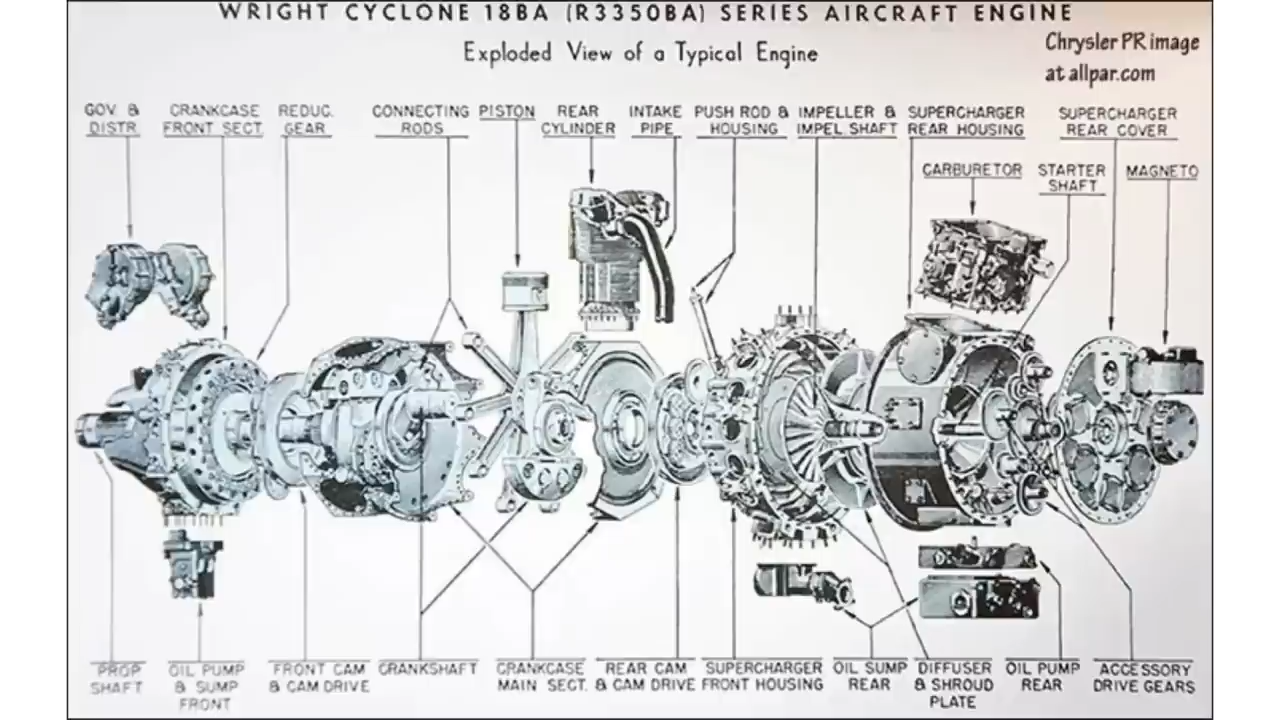 WRIGHT CYCLONE 18BA (R3350BA) SERIES AIRCRAFT ENGINE
Exploded View of a Typical Engine
Chrysler PR image
at allpar.com
GOV. &
DISTR.
CRANKCASE
FRONT SECT.
REDUC.
GEAR
CONNECTING
RODS
PISTON
REAR
CYLINDER
INTAKE
PIPE
PUSH ROD &
HOUSING
IMPELLER &
IMPEL SHAFT
SUPERCHARGER
REAR HOUSING
SUPERCHARGER
REAR COVER
CARBURETOR
STARTER
SHAFT
MAGNETO
PROP
SHAFT
OIL PUMP
& SUMP
FRONT
FRONT CAM
& CAM DRIVE
CRANKSHAFT
CRANKCASE
MAIN SECT.
REAR CAM
& CAM DRIVE
SUPERCHARGER
FRONT HOUSING
OIL SUMP
REAR
DIFFUSER
& SHROUD
PLATE
OIL PUMP
REAR
ACCESSORY
DRIVE GEARS